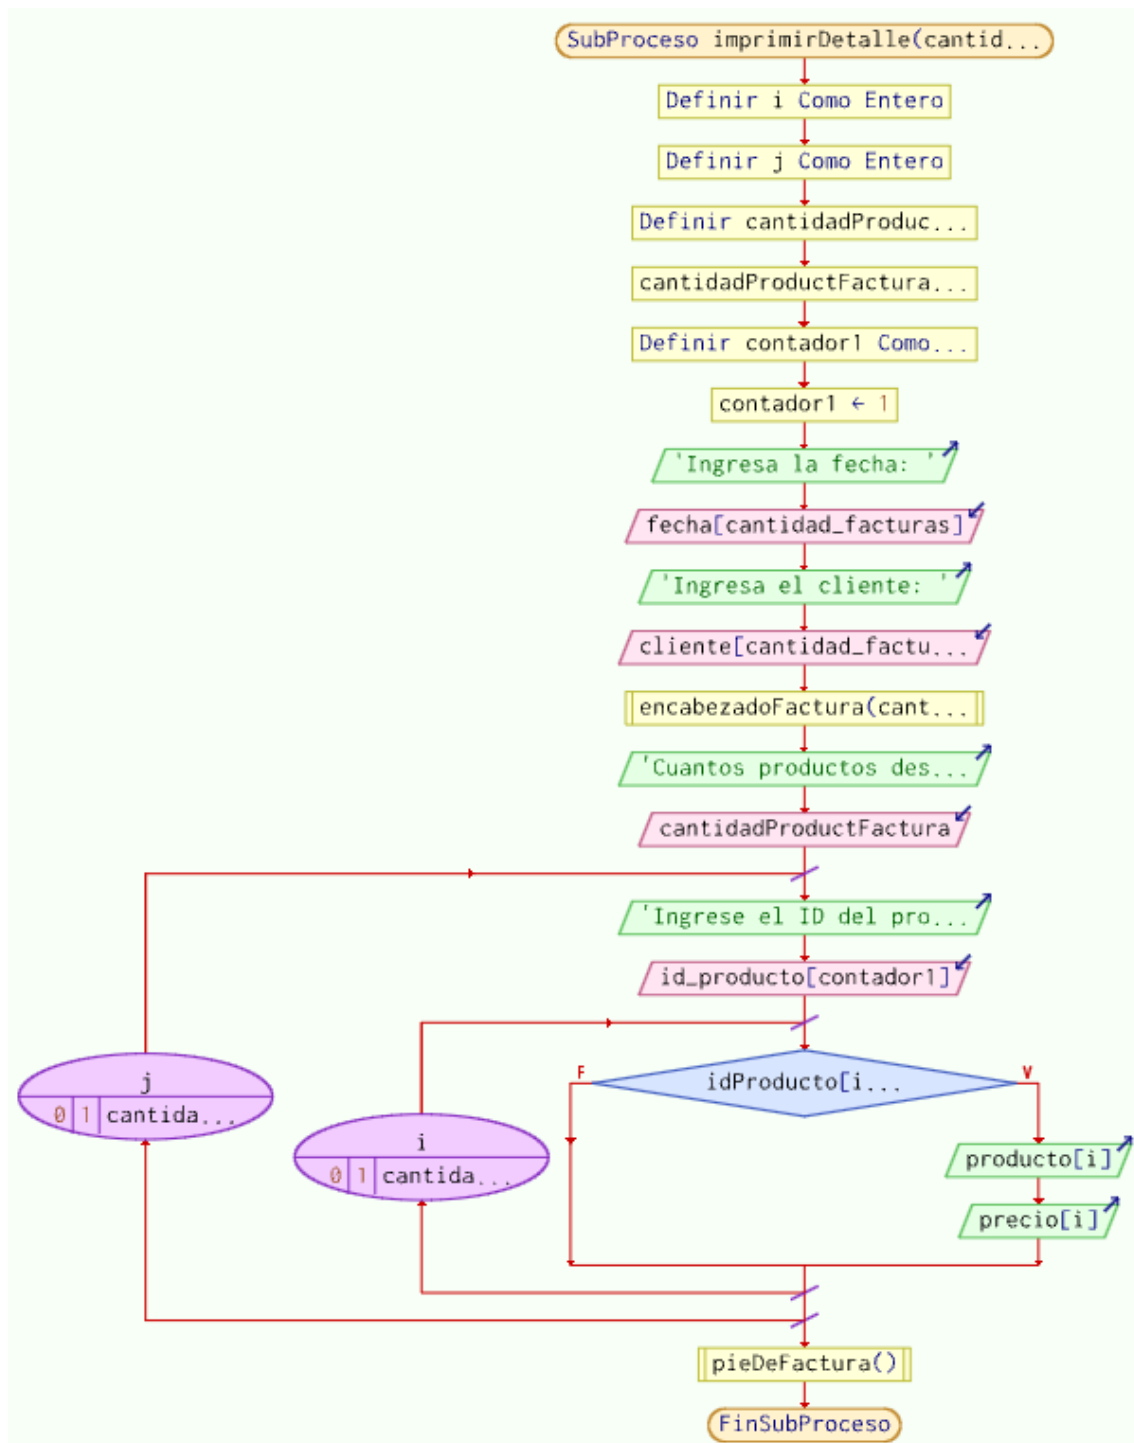 SubProceso imprimirDetalle(cantid...
Definir i Como Entero
Definir j Como Entero
Definir cantidadProduc...
cantidadProductFactura...
Definir contador1 Como...
contador1 ← 1
'Ingresa la fecha: '
fecha[cantidad_facturas]
'Ingresa el cliente: '
cliente[cantidad_factu...
encabezadoFactura(cant...
'Cuantos productos des...
cantidadProductFactura
'Ingrese el ID del pro...
id_producto[contador1]
j
0 1 cantida...
i
0 1 cantida...
F
idProducto[i...
V
producto[i]
precio[i]
pieDeFactura()
FinSubProceso